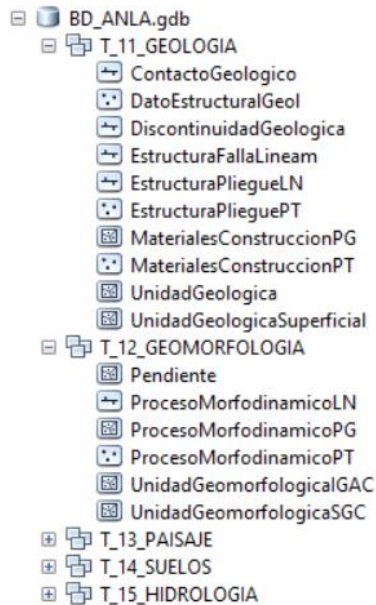 BD_ANLA.gdb
T_11_GEOLOGIA
ContactoGeologico
DatoEstructuralGeol
DiscontinuidadGeologica
EstructuraFallaLineam
EstructuraPliegueLN
EstructuraPlieguePT
MaterialesConstruccionPG
MaterialesConstruccionPT
UnidadGeologica
UnidadGeologicaSuperficial
T_12_GEOMORFOLOGIA
Pendiente
ProcesoMorfodinamicoLN
ProcesoMorfodinamicoPG
ProcesoMorfodinamicoPT
UnidadGeomorfologicaIGAC
UnidadGeomorfologicaSGC
T_13_PAISAJE
T_14_SUELOS
T_15_HIDROLOGIA